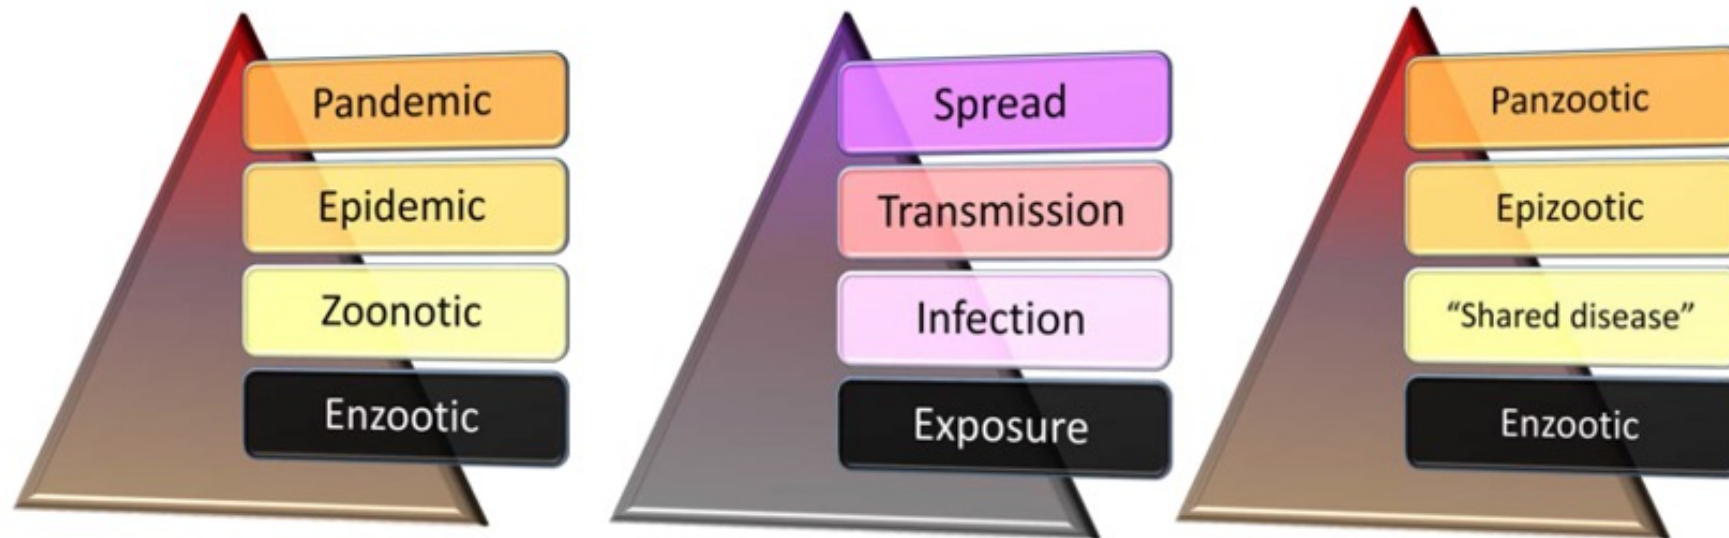 Pandemic
Epidemic
Zoonotic
Enzootic
Spread
Transmission
Infection
Exposure
Panzootic
Epizootic
“Shared disease”
Enzootic